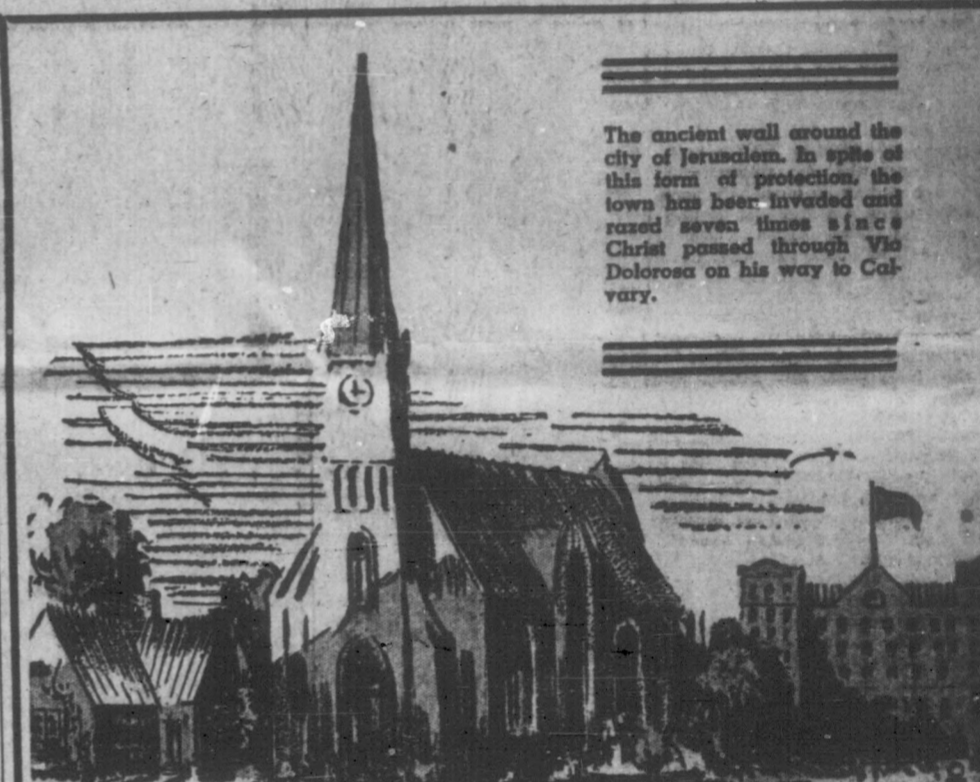 The ancient wall around the
city of Jerusalem. In spite of
this form of protection, the
town has been invaded and
razed seven times since
Christ passed through Via
Dolorosa on his way to Cal-
vary.